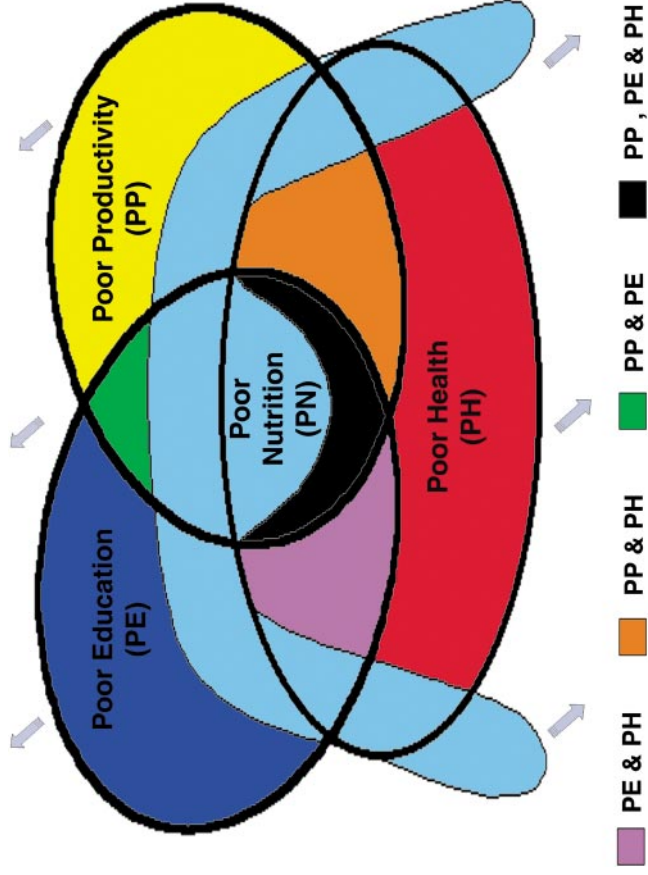 Poor Productivity
(PP)
Poor Education
(PE)
Poor
Nutrition
(PN)
Poor Health
(PH)
PE & PH
PP & PH
PP & PE
PP , PE & PH